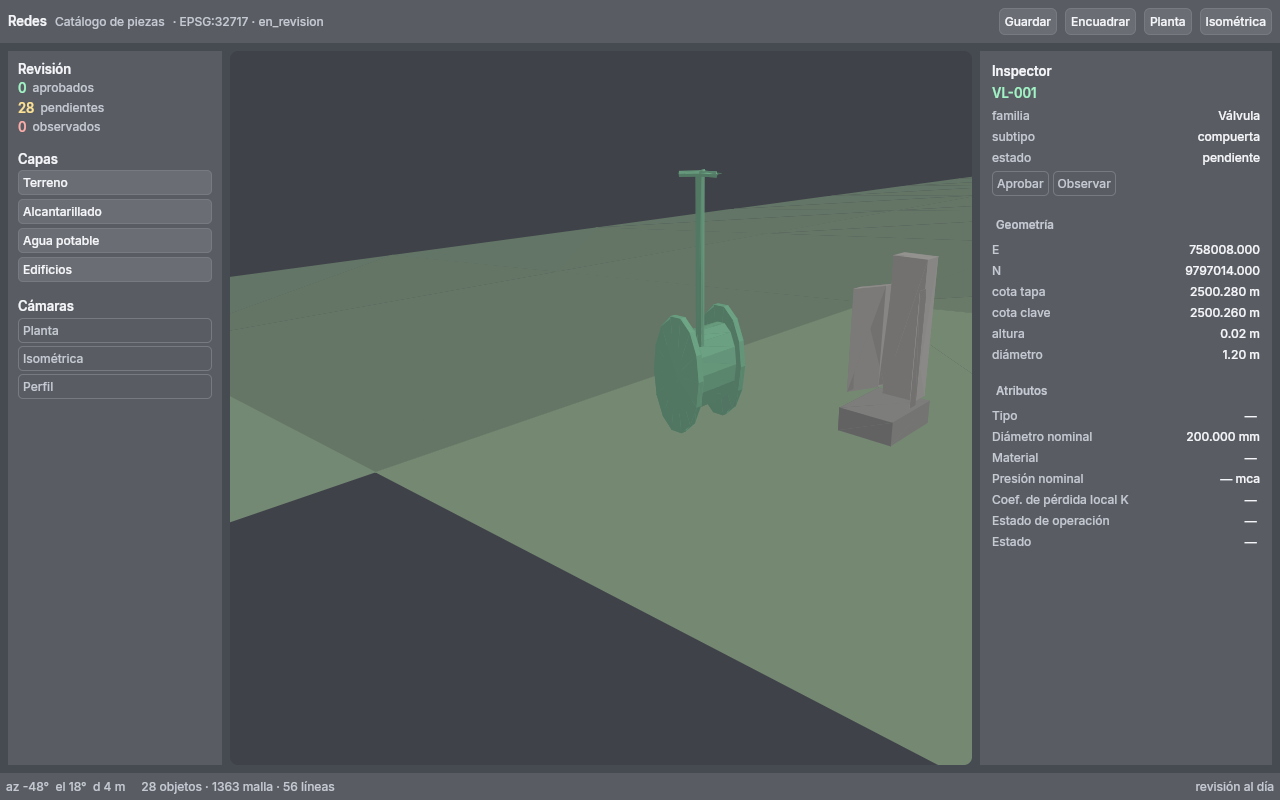 Redes Catálogo de piezas · EPSG:32717 · en_revision
Guardar Encuadrar Planta Isométrica
Revisión
0 aprobados
28 pendientes
0 observados
Capas
Terreno
Alcantarillado
Agua potable
Edificios
Cámaras
Planta
Isométrica
Perfil
Inspector
VL-001
familia Válvula
subtipo compuerta
estado pendiente
Aprobar Observar
Geometría
E 758008.000
N 9797014.000
cota tapa 2500.280 m
cota clave 2500.260 m
altura 0.02 m
diámetro 1.20 m
Atributos
Tipo —
Diámetro nominal 200.000 mm
Material —
Presión nominal — mca
Coef. de pérdida local K —
Estado de operación —
Estado —
az -48° el 18° d 4 m 28 objetos · 1363 malla · 56 líneas
revisión al día